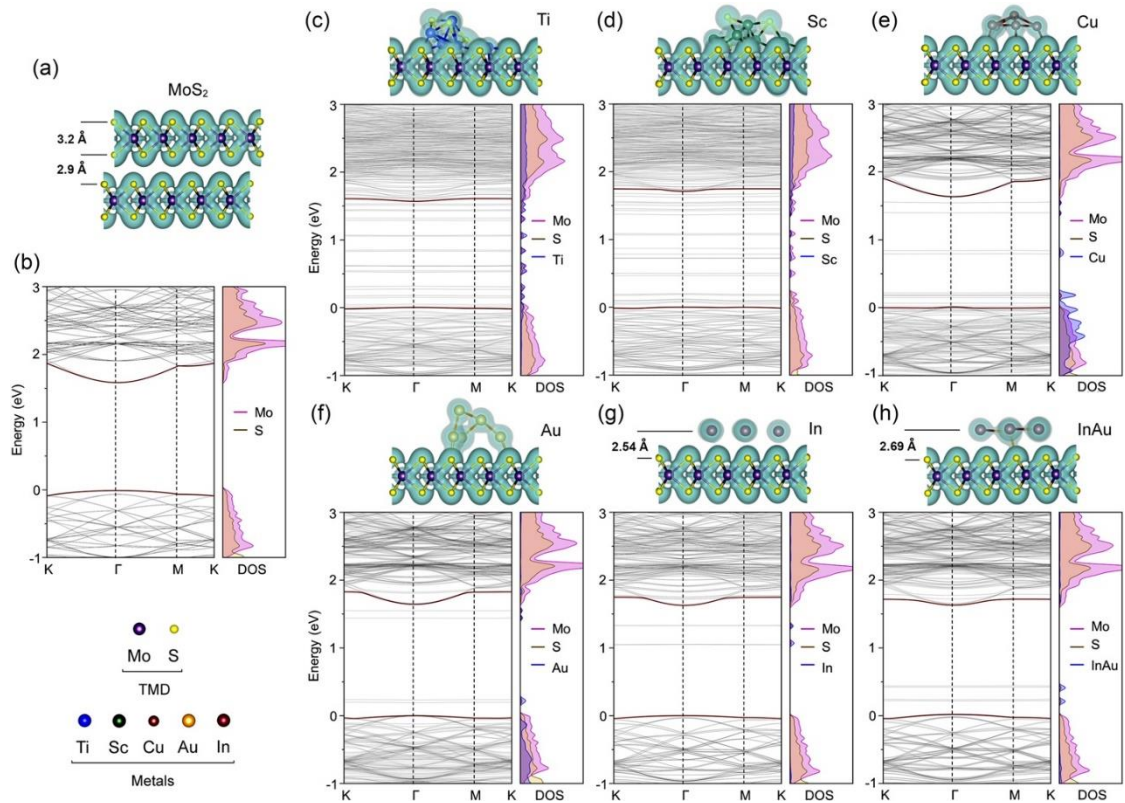 (a)
MoS2
3.2 Å
2.9 Å
(b)
Energy (eV)
3
2
1
0
-1
K Γ M K DOS
Mo
S
Mo S
TMD
Ti Sc Cu Au In
Metals
(c)
Ti
Energy (eV)
3
2
1
0
-1
K Γ M K DOS
Mo
S
Ti
(d)
Sc
3
2
1
0
-1
K Γ M K DOS
Mo
S
Sc
(e)
Cu
3
2
1
0
-1
K Γ M K DOS
Mo
S
Cu
(f)
Au
Energy (eV)
3
2
1
0
-1
K Γ M K DOS
Mo
S
Au
(g)
In
2.54 Å
3
2
1
0
-1
K Γ M K DOS
Mo
S
In
(h)
InAu
2.69 Å
3
2
1
0
-1
K Γ M K DOS
Mo
S
InAu